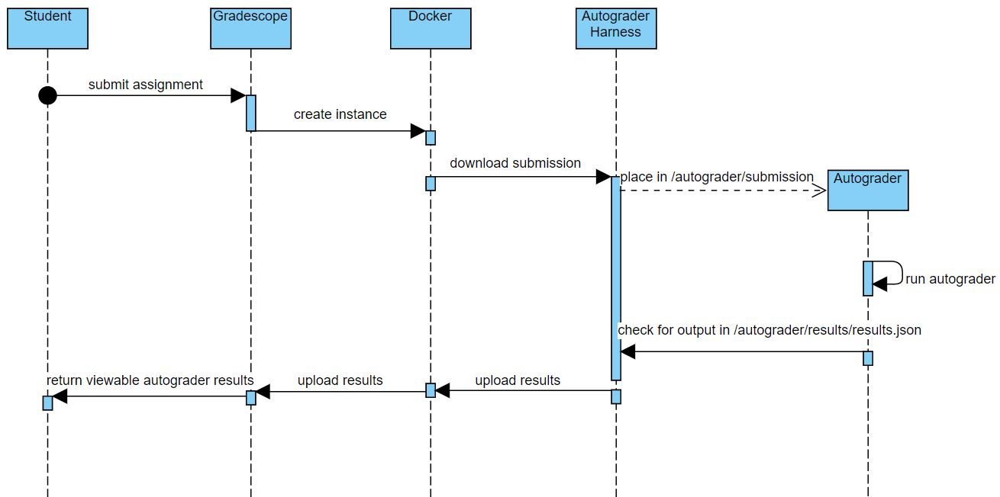 Student
Gradescope
Docker
Autograder
Harness
submit assignment
create instance
download submission
place in /autograder/submission
Autograder
run autograder
check for output in /autograder/results/results.json
return viewable autograder results
upload results
upload results